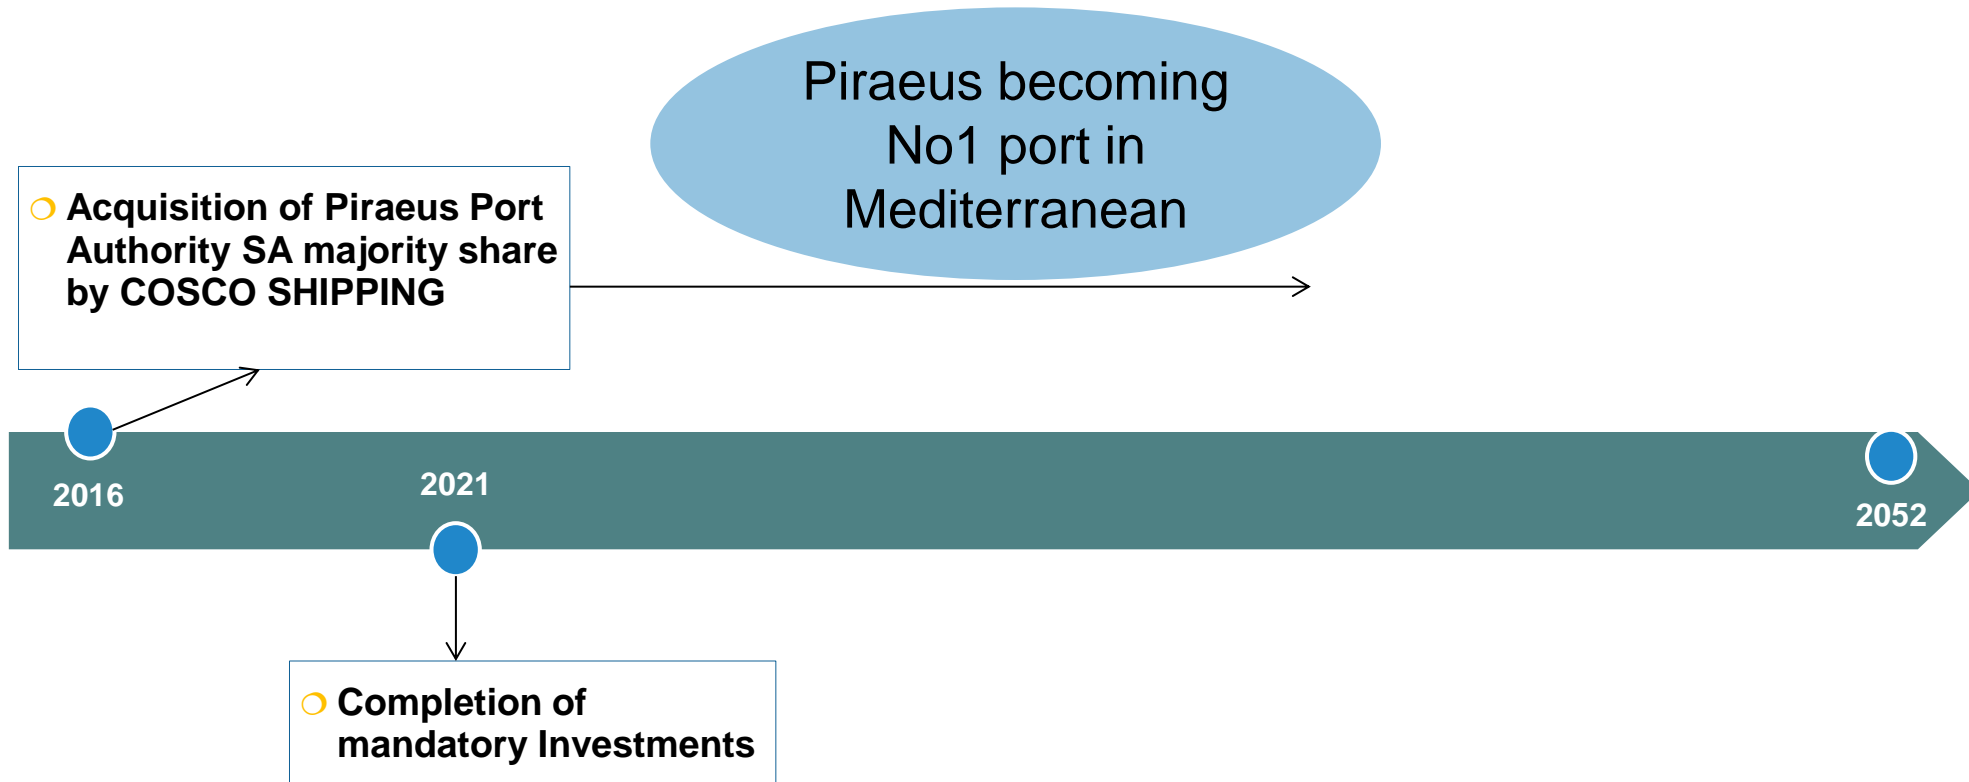 Piraeus becoming
No1 port in
Mediterranean
Acquisition of Piraeus Port
Authority SA majority share
by COSCO SHIPPING
2016
2021
2052
Completion of
mandatory Investments